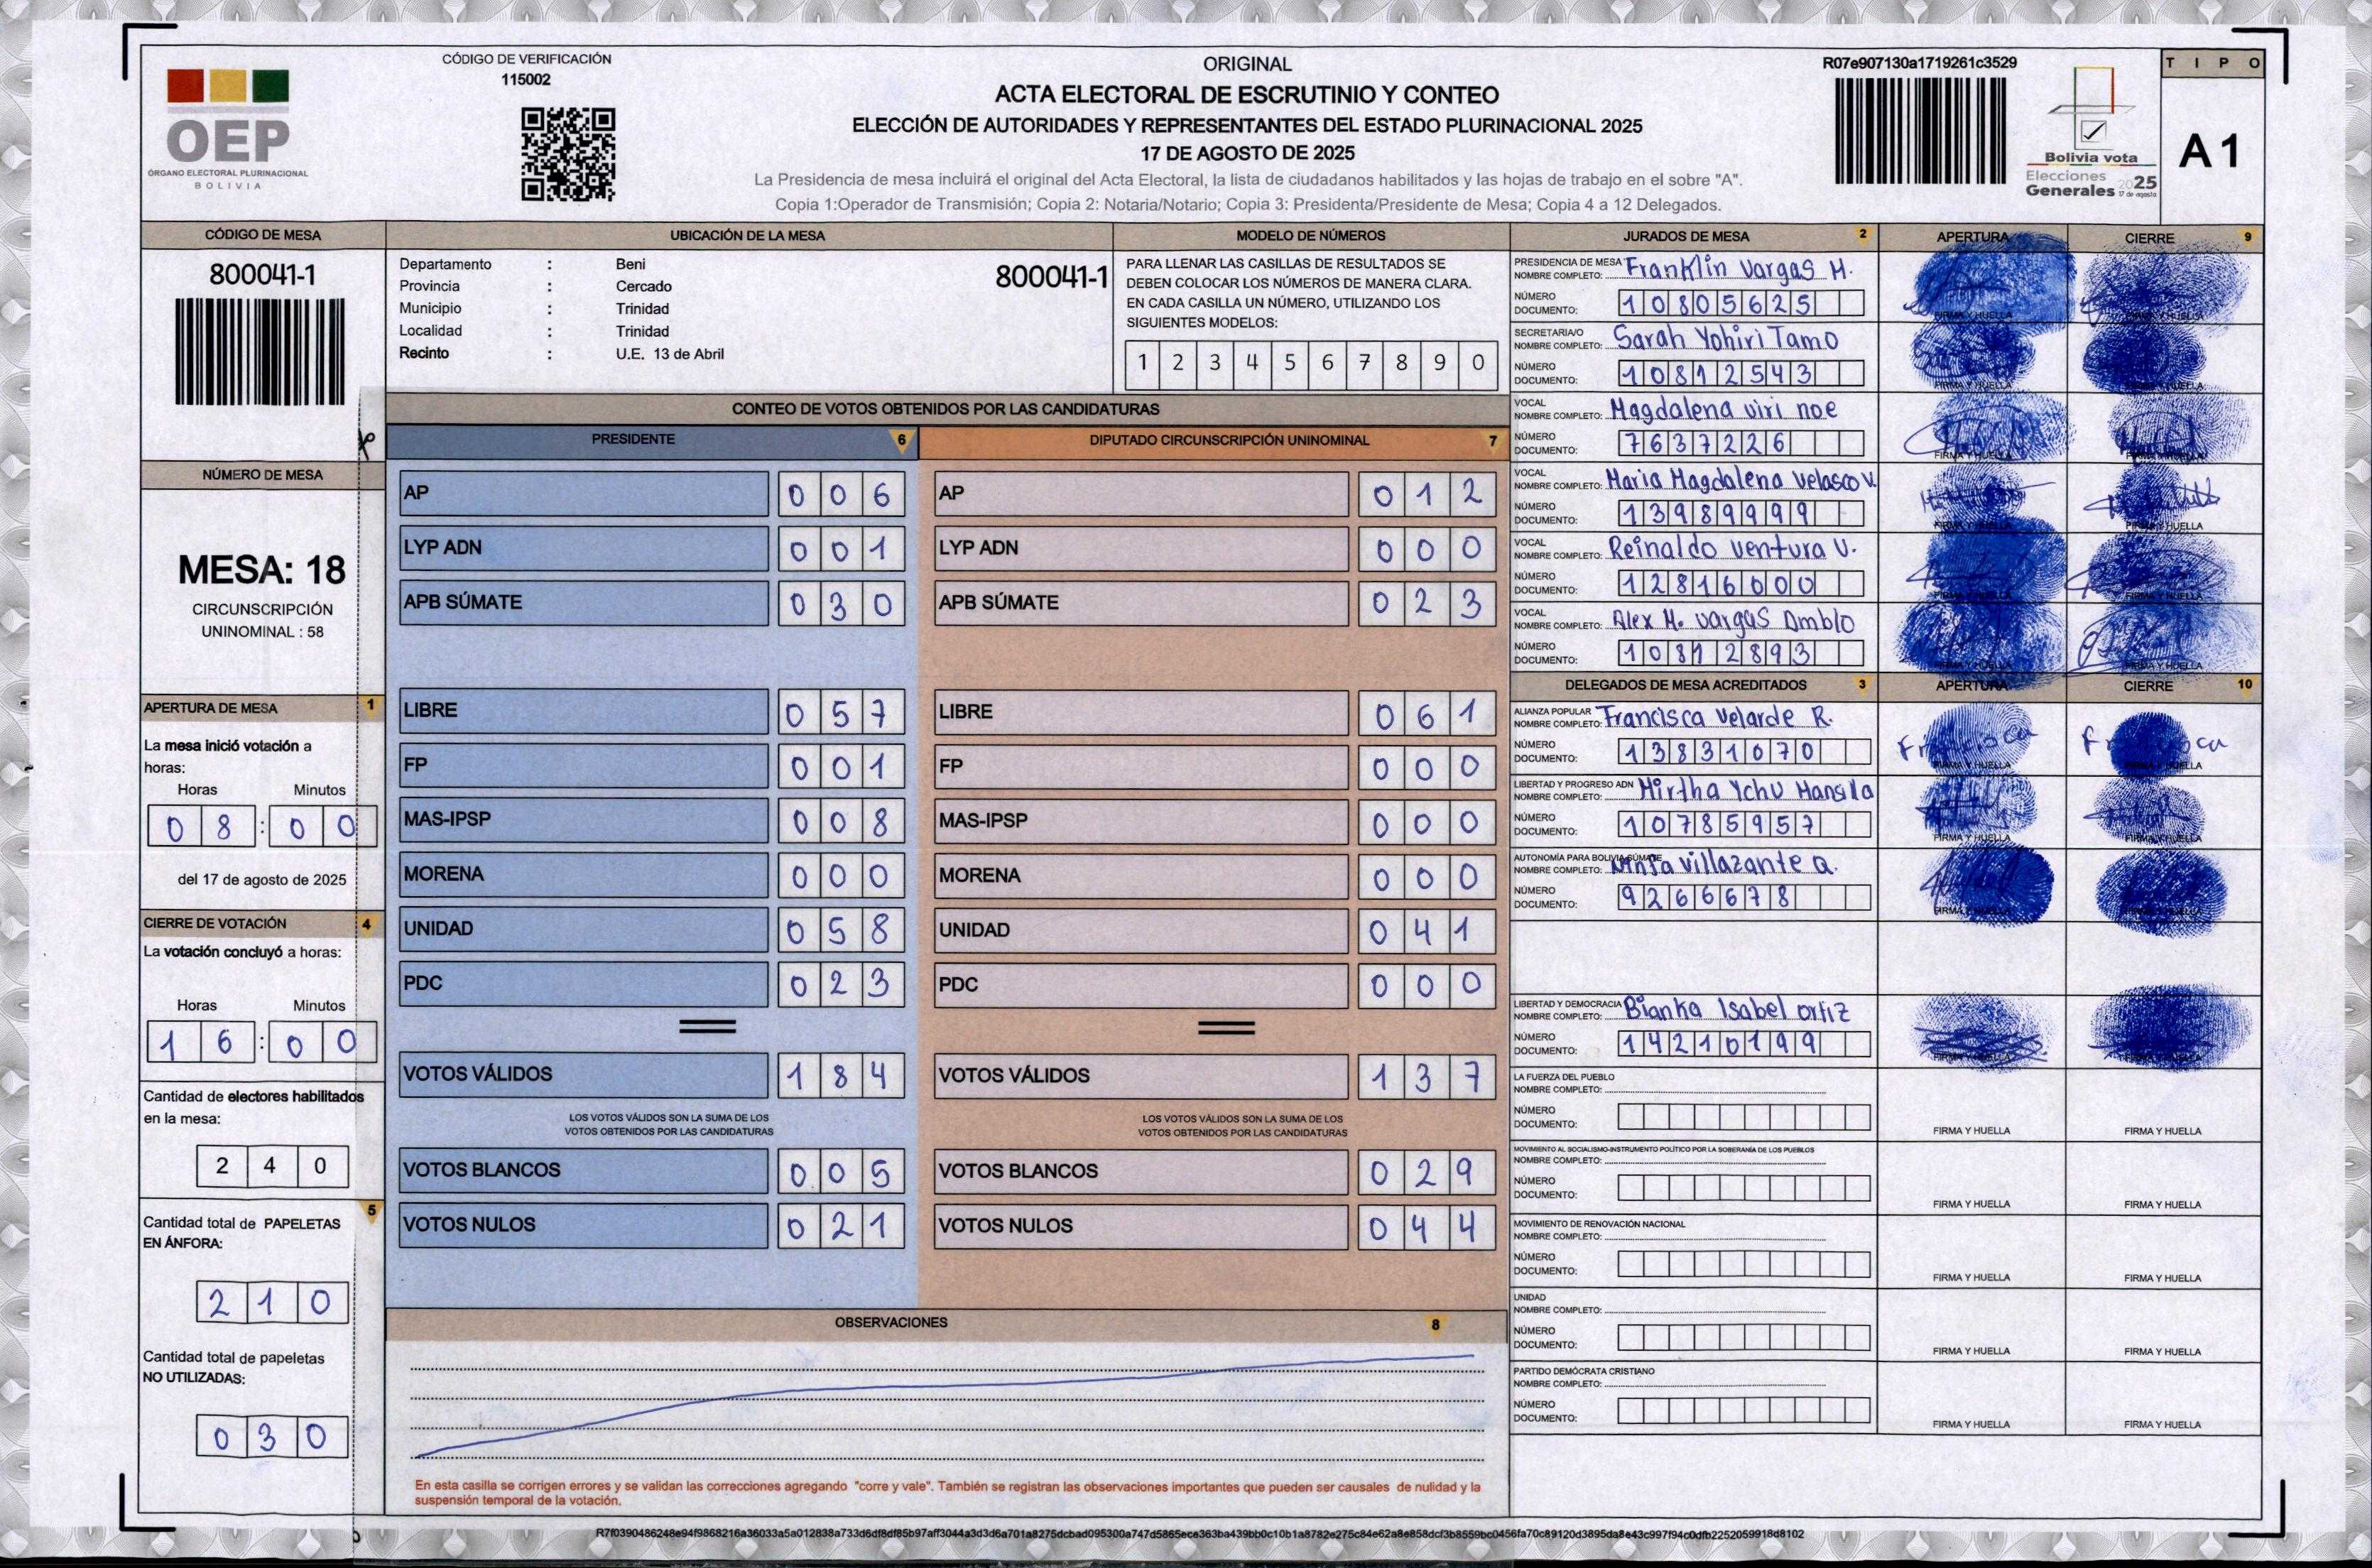 CÓDIGO DE VERIFICACIÓN
115002
OEP
ÓRGANO ELECTORAL PLURINACIONAL
BOLIVIA
ORIGINAL
ACTA ELECTORAL DE ESCRUTINIO Y CONTEO
ELECCIÓN DE AUTORIDADES Y REPRESENTANTES DEL ESTADO PLURINACIONAL 2025
17 DE AGOSTO DE 2025
La Presidencia de mesa incluirá el original del Acta Electoral, la lista de ciudadanos habilitados y las hojas de trabajo en el sobre "A".
Copia 1:Operador de Transmisión; Copia 2: Notaria/Notario; Copia 3: Presidenta/Presidente de Mesa; Copia 4 a 12 Delegados.
R07e907130a1719261c3529
Bolivia vota
Elecciones
Generales 2025
17 de agosto
TIPO
A1
CÓDIGO DE MESA
800041-1
NÚMERO DE MESA
MESA: 18
CIRCUNSCRIPCIÓN
UNINOMINAL : 58
APERTURA DE MESA 1
La mesa inició votación a
horas:
Horas Minutos
08:00
del 17 de agosto de 2025
CIERRE DE VOTACIÓN 4
La votación concluyó a horas:
Horas Minutos
16:00
Cantidad de electores habilitados
en la mesa:
240
5
Cantidad total de PAPELETAS
EN ÁNFORA:
210
Cantidad total de papeletas
NO UTILIZADAS:
030
UBICACIÓN DE LA MESA
Departamento : Beni
Provincia : Cercado
Municipio : Trinidad
Localidad : Trinidad
Recinto : U.E. 13 de Abril
800041-1
MODELO DE NÚMEROS
PARA LLENAR LAS CASILLAS DE RESULTADOS SE
DEBEN COLOCAR LOS NÚMEROS DE MANERA CLARA.
EN CADA CASILLA UN NÚMERO, UTILIZANDO LOS
SIGUIENTES MODELOS:
1 2 3 4 5 6 7 8 9 0
CONTEO DE VOTOS OBTENIDOS POR LAS CANDIDATURAS
PRESIDENTE 6
AP 006
LYP ADN 001
APB SÚMATE 030
LIBRE 057
FP 001
MAS-IPSP 008
MORENA 000
UNIDAD 058
PDC 023
VOTOS VÁLIDOS 184
LOS VOTOS VÁLIDOS SON LA SUMA DE LOS
VOTOS OBTENIDOS POR LAS CANDIDATURAS
VOTOS BLANCOS 005
VOTOS NULOS 021
DIPUTADO CIRCUNSCRIPCIÓN UNINOMINAL 7
AP 012
LYP ADN 000
APB SÚMATE 023
LIBRE 061
FP 000
MAS-IPSP 000
MORENA 000
UNIDAD 041
PDC 000
VOTOS VÁLIDOS 137
LOS VOTOS VÁLIDOS SON LA SUMA DE LOS
VOTOS OBTENIDOS POR LAS CANDIDATURAS
VOTOS BLANCOS 029
VOTOS NULOS 044
OBSERVACIONES 8
En esta casilla se corrigen errores y se validan las correcciones agregando "corre y vale". También se registran las observaciones importantes que pueden ser causales de nulidad y la
suspensión temporal de la votación.
JURADOS DE MESA 2 APERTURA CIERRE 9
PRESIDENCIA DE MESA
NOMBRE COMPLETO: Franklin Vargas M.
NÚMERO
DOCUMENTO: 10805625
FIRMA Y HUELLA FIRMA Y HUELLA
SECRETARIA/O
NOMBRE COMPLETO: Sarah Yohiri Tamo
NÚMERO
DOCUMENTO: 10812543
FIRMA Y HUELLA FIRMA Y HUELLA
VOCAL
NOMBRE COMPLETO: Magdalena viri noe
NÚMERO
DOCUMENTO: 7637226
FIRMA Y HUELLA FIRMA Y HUELLA
VOCAL
NOMBRE COMPLETO: Maria Magdalena Velasco V.
NÚMERO
DOCUMENTO: 13989999
FIRMA Y HUELLA FIRMA Y HUELLA
VOCAL
NOMBRE COMPLETO: Reinaldo Ventura V.
NÚMERO
DOCUMENTO: 12816000
FIRMA Y HUELLA FIRMA Y HUELLA
VOCAL
NOMBRE COMPLETO: Alex M. Vargas
NÚMERO
DOCUMENTO: 10812893
FIRMA Y HUELLA FIRMA Y HUELLA
DELEGADOS DE MESA ACREDITADOS 3 APERTURA CIERRE 10
ALIANZA POPULAR
NOMBRE COMPLETO: Francisca Velarde R.
NÚMERO
DOCUMENTO: 13831070
Francisca Francisca
FIRMA Y HUELLA FIRMA Y HUELLA
LIBERTAD Y PROGRESO ADN
NOMBRE COMPLETO: Mirtha Ychu Mansilla
NÚMERO
DOCUMENTO: 10785957
FIRMA Y HUELLA FIRMA Y HUELLA
AUTONOMÍA PARA BOLIVIA SÚMATE
NOMBRE COMPLETO: Villazante Q.
NÚMERO
DOCUMENTO: 9266678
FIRMA Y HUELLA FIRMA Y HUELLA
LIBERTAD Y DEMOCRACIA
NOMBRE COMPLETO: Bianka Isabel Ortiz
NÚMERO
DOCUMENTO: 14210199
FIRMA Y HUELLA FIRMA Y HUELLA
LA FUERZA DEL PUEBLO
NOMBRE COMPLETO:
NÚMERO
DOCUMENTO:
FIRMA Y HUELLA FIRMA Y HUELLA
MOVIMIENTO AL SOCIALISMO-INSTRUMENTO POLÍTICO POR LA SOBERANÍA DE LOS PUEBLOS
NOMBRE COMPLETO:
NÚMERO
DOCUMENTO:
FIRMA Y HUELLA FIRMA Y HUELLA
MOVIMIENTO DE RENOVACIÓN NACIONAL
NOMBRE COMPLETO:
NÚMERO
DOCUMENTO:
FIRMA Y HUELLA FIRMA Y HUELLA
UNIDAD
NOMBRE COMPLETO:
NÚMERO
DOCUMENTO:
FIRMA Y HUELLA FIRMA Y HUELLA
PARTIDO DEMÓCRATA CRISTIANO
NOMBRE COMPLETO:
NÚMERO
DOCUMENTO:
FIRMA Y HUELLA FIRMA Y HUELLA